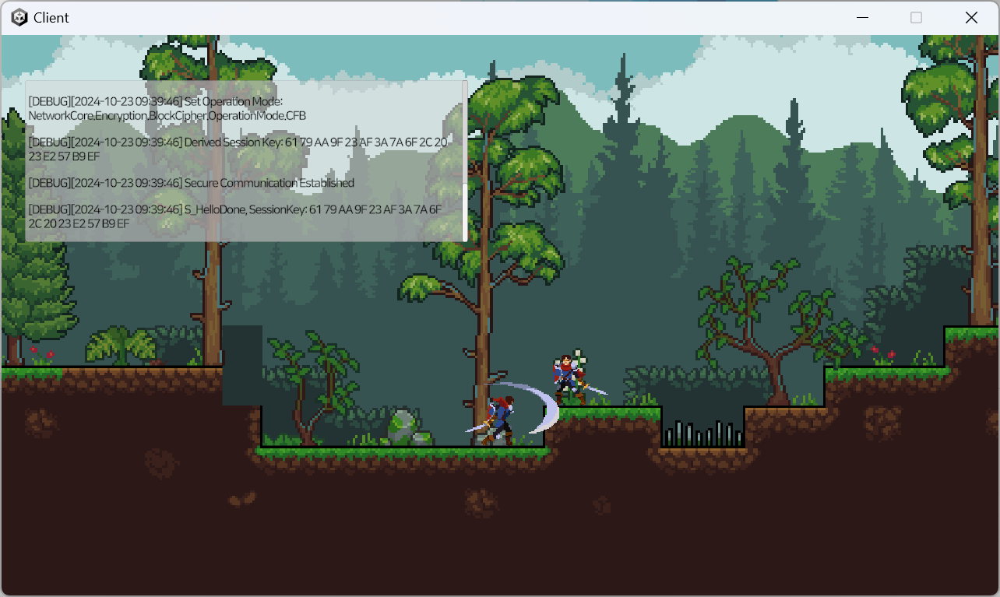 Client
[DEBUG][2024-10-23 09:39:46] Set Operation Mode:
NetworkCore.Encryption.BlockCipher.OperationMode.CFB
[DEBUG][2024-10-23 09:39:46] Derived Session Key: 61 79 AA 9F 23 AF 3A 7A 6F 2C 20
23 E2 57 B9 EF
[DEBUG][2024-10-23 09:39:46] Secure Communication Established
[DEBUG][2024-10-23 09:39:46] S_HelloDone, SessionKey: 61 79 AA 9F 23 AF 3A 7A 6F
2C 20 23 E2 57 B9 EF